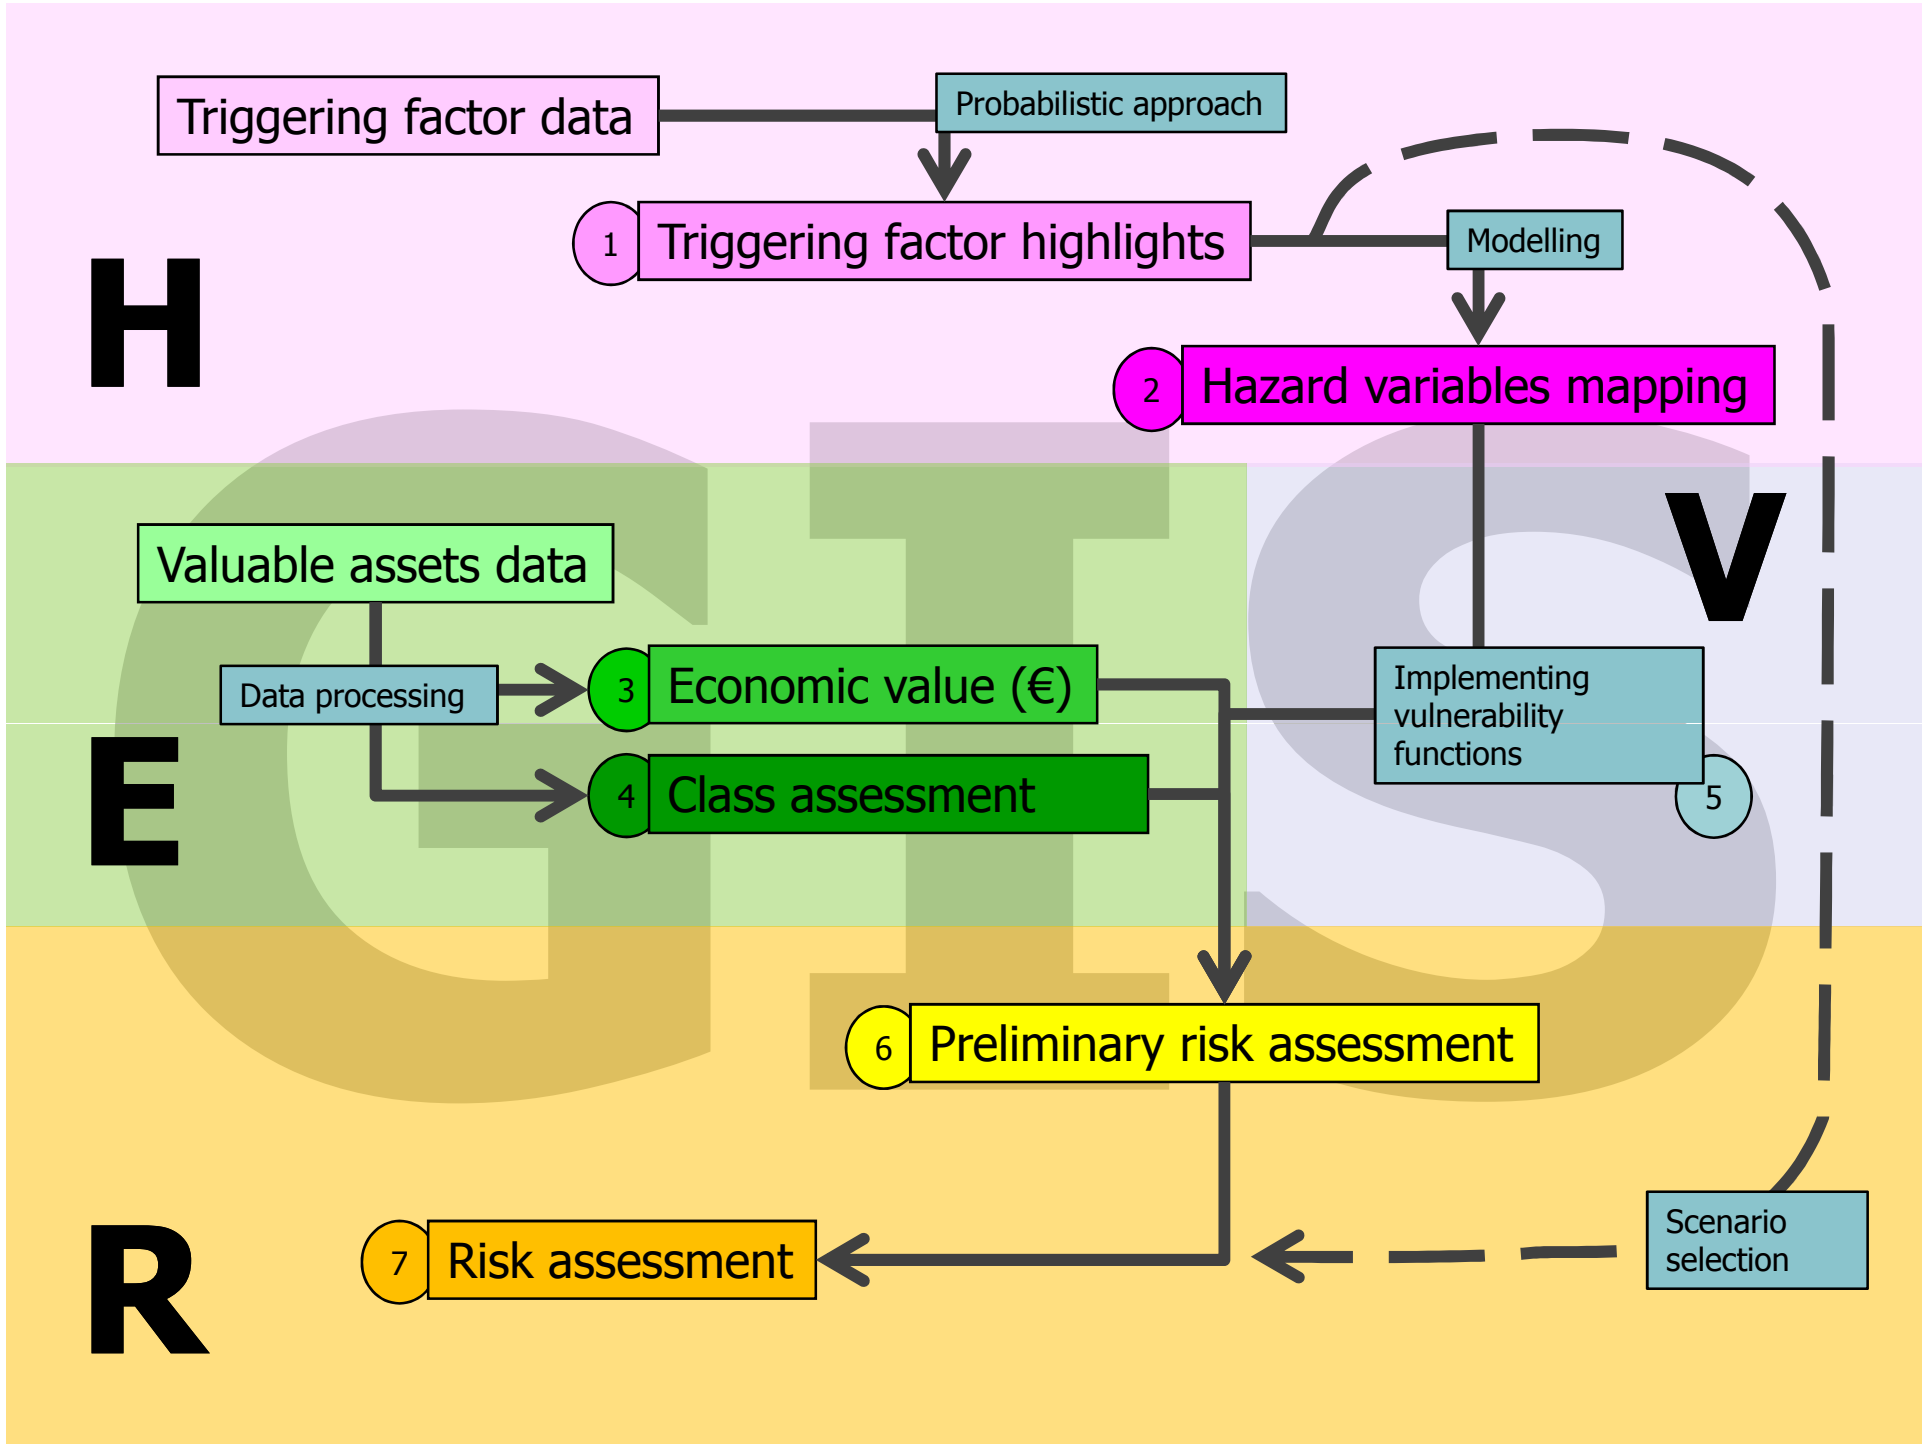 Triggering factor data
Probabilistic approach
1
Triggering factor highlights
Modelling
H
2
Hazard variables mapping
GIS
V
Valuable assets data
Data processing
3
Economic value (€)
Implementing
vulnerability
functions
E
4
Class assessment
5
6
Preliminary risk assessment
R
7
Risk assessment
Scenario
selection